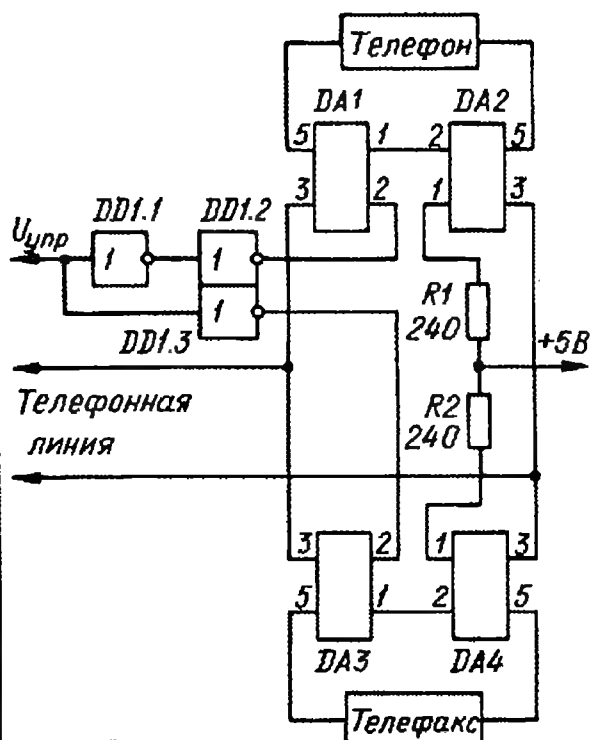 Телефон
DA1 DA2
5 1 2 5
3 2 1 3
DD1.1 DD1.2
Uупр
1 1
1
DD1.3
R1
240
+5В
Телефонная
линия
R2
240
3 2 1 3
5 1 2 5
DA3 DA4
Телефакс